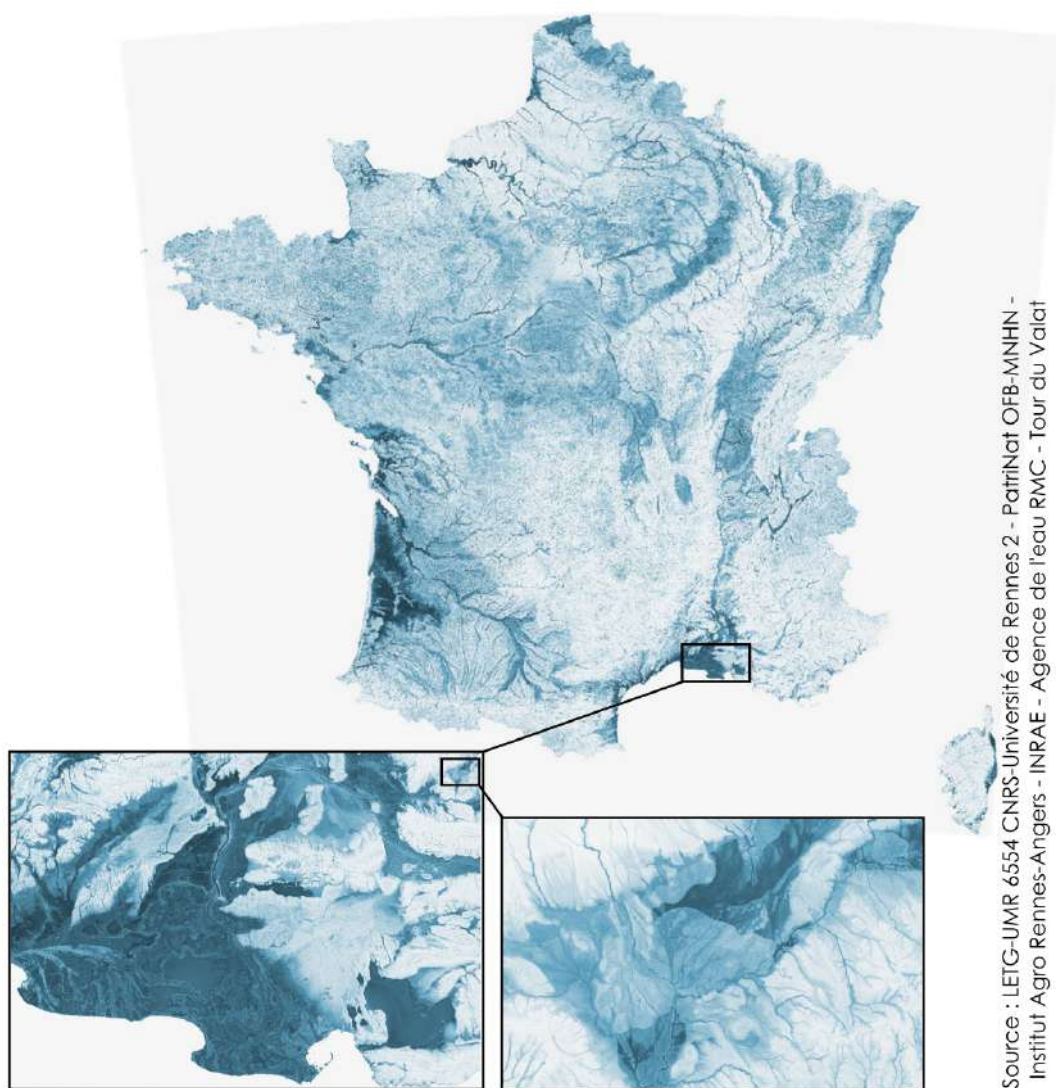 Source : LETG-UMR 6554 CNRS-Université de Rennes 2 - PatriNat OFB-MNHN -
Institut Agro Rennes-Angers - INRAE - Agence de l'eau RMC - Tour du Valat